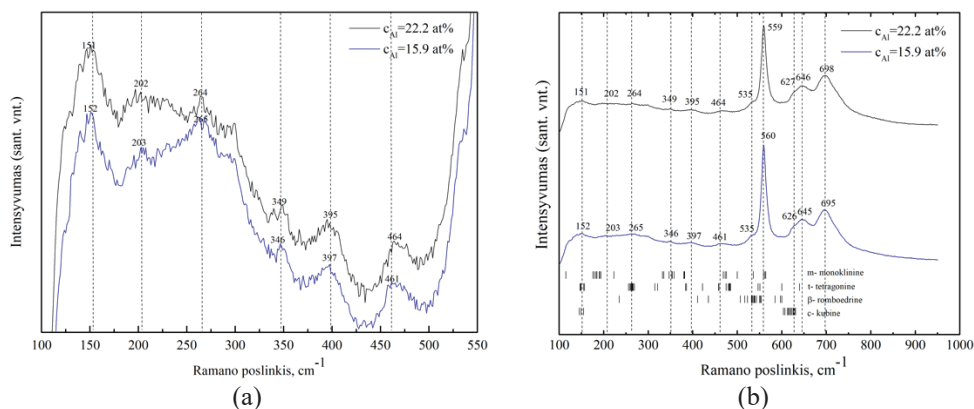 c_Al=22.2 at%
c_Al=15.9 at%
151
202
264
152
203
265
349
395
346
464
397
461
Intensyvumas (sant. vnt.)
100 150 200 250 300 350 400 450 500 550
Ramano poslinkis, cm⁻¹
(a)
c_Al=22.2 at%
c_Al=15.9 at%
559
151 202 264 349 395 464 535 627 646 698
560
152 203 265 346 397 461 535 626 645 695
m- monoklininė
t- tetragoninė
β- romboedrinė
c- kubinė
Intensyvumas (sant. vnt.)
100 200 300 400 500 600 700 800 900 1000
Ramano poslinkis, cm⁻¹
(b)